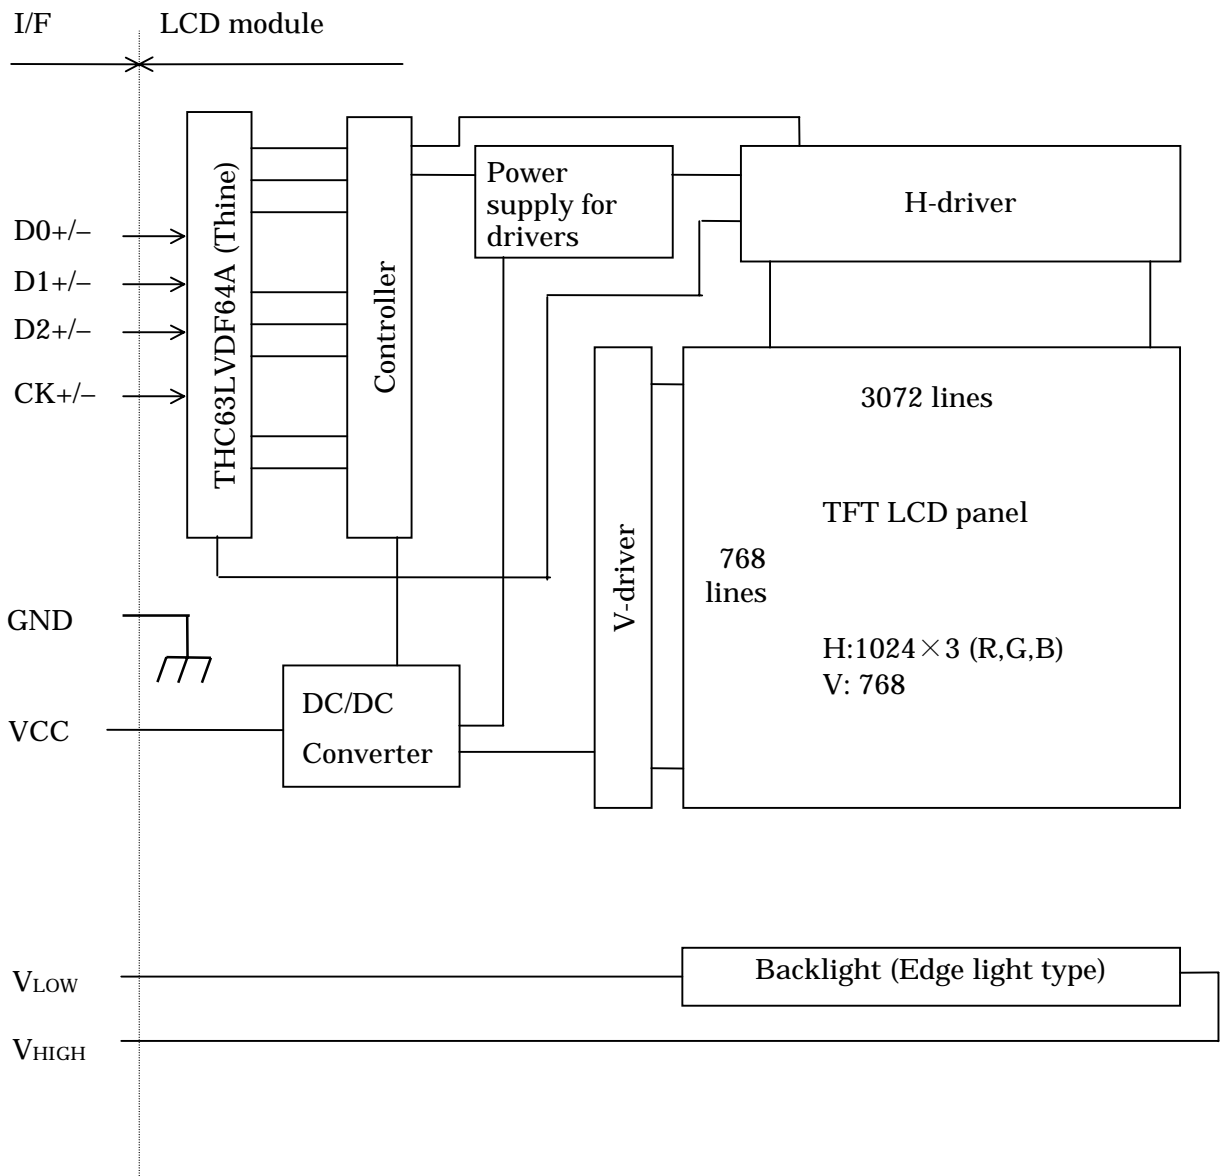 I/F
LCD module
D0+/–
D1+/–
D2+/–
CK+/–
THC63LVDF64A (Thine)
Controller
Power
supply for
drivers
H-driver
3072 lines
TFT LCD panel
768
lines
H:1024×3 (R,G,B)
V: 768
V-driver
GND
VCC
DC/DC
Converter
VLOW
VHIGH
Backlight (Edge light type)